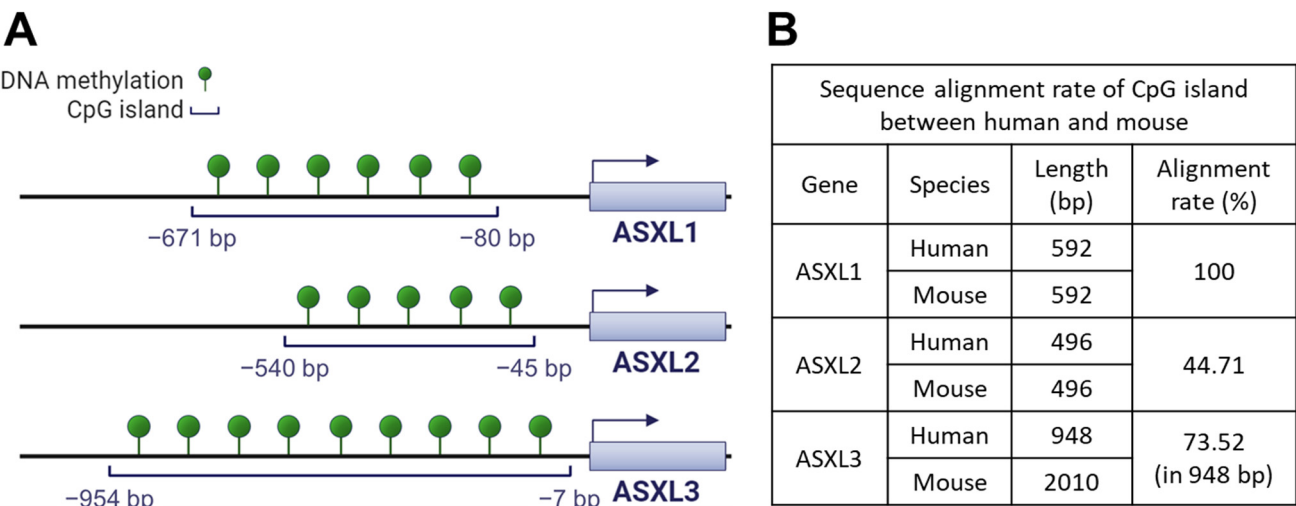 A
DNA methylation
CpG island
−671 bp
−80 bp
ASXL1
−540 bp
−45 bp
ASXL2
−954 bp
−7 bp
ASXL3
B
Sequence alignment rate of CpG island
between human and mouse
Gene Species Length (bp) Alignment rate (%)
ASXL1 Human 592 100
Mouse 592
ASXL2 Human 496 44.71
Mouse 496
ASXL3 Human 948 73.52 (in 948 bp)
Mouse 2010